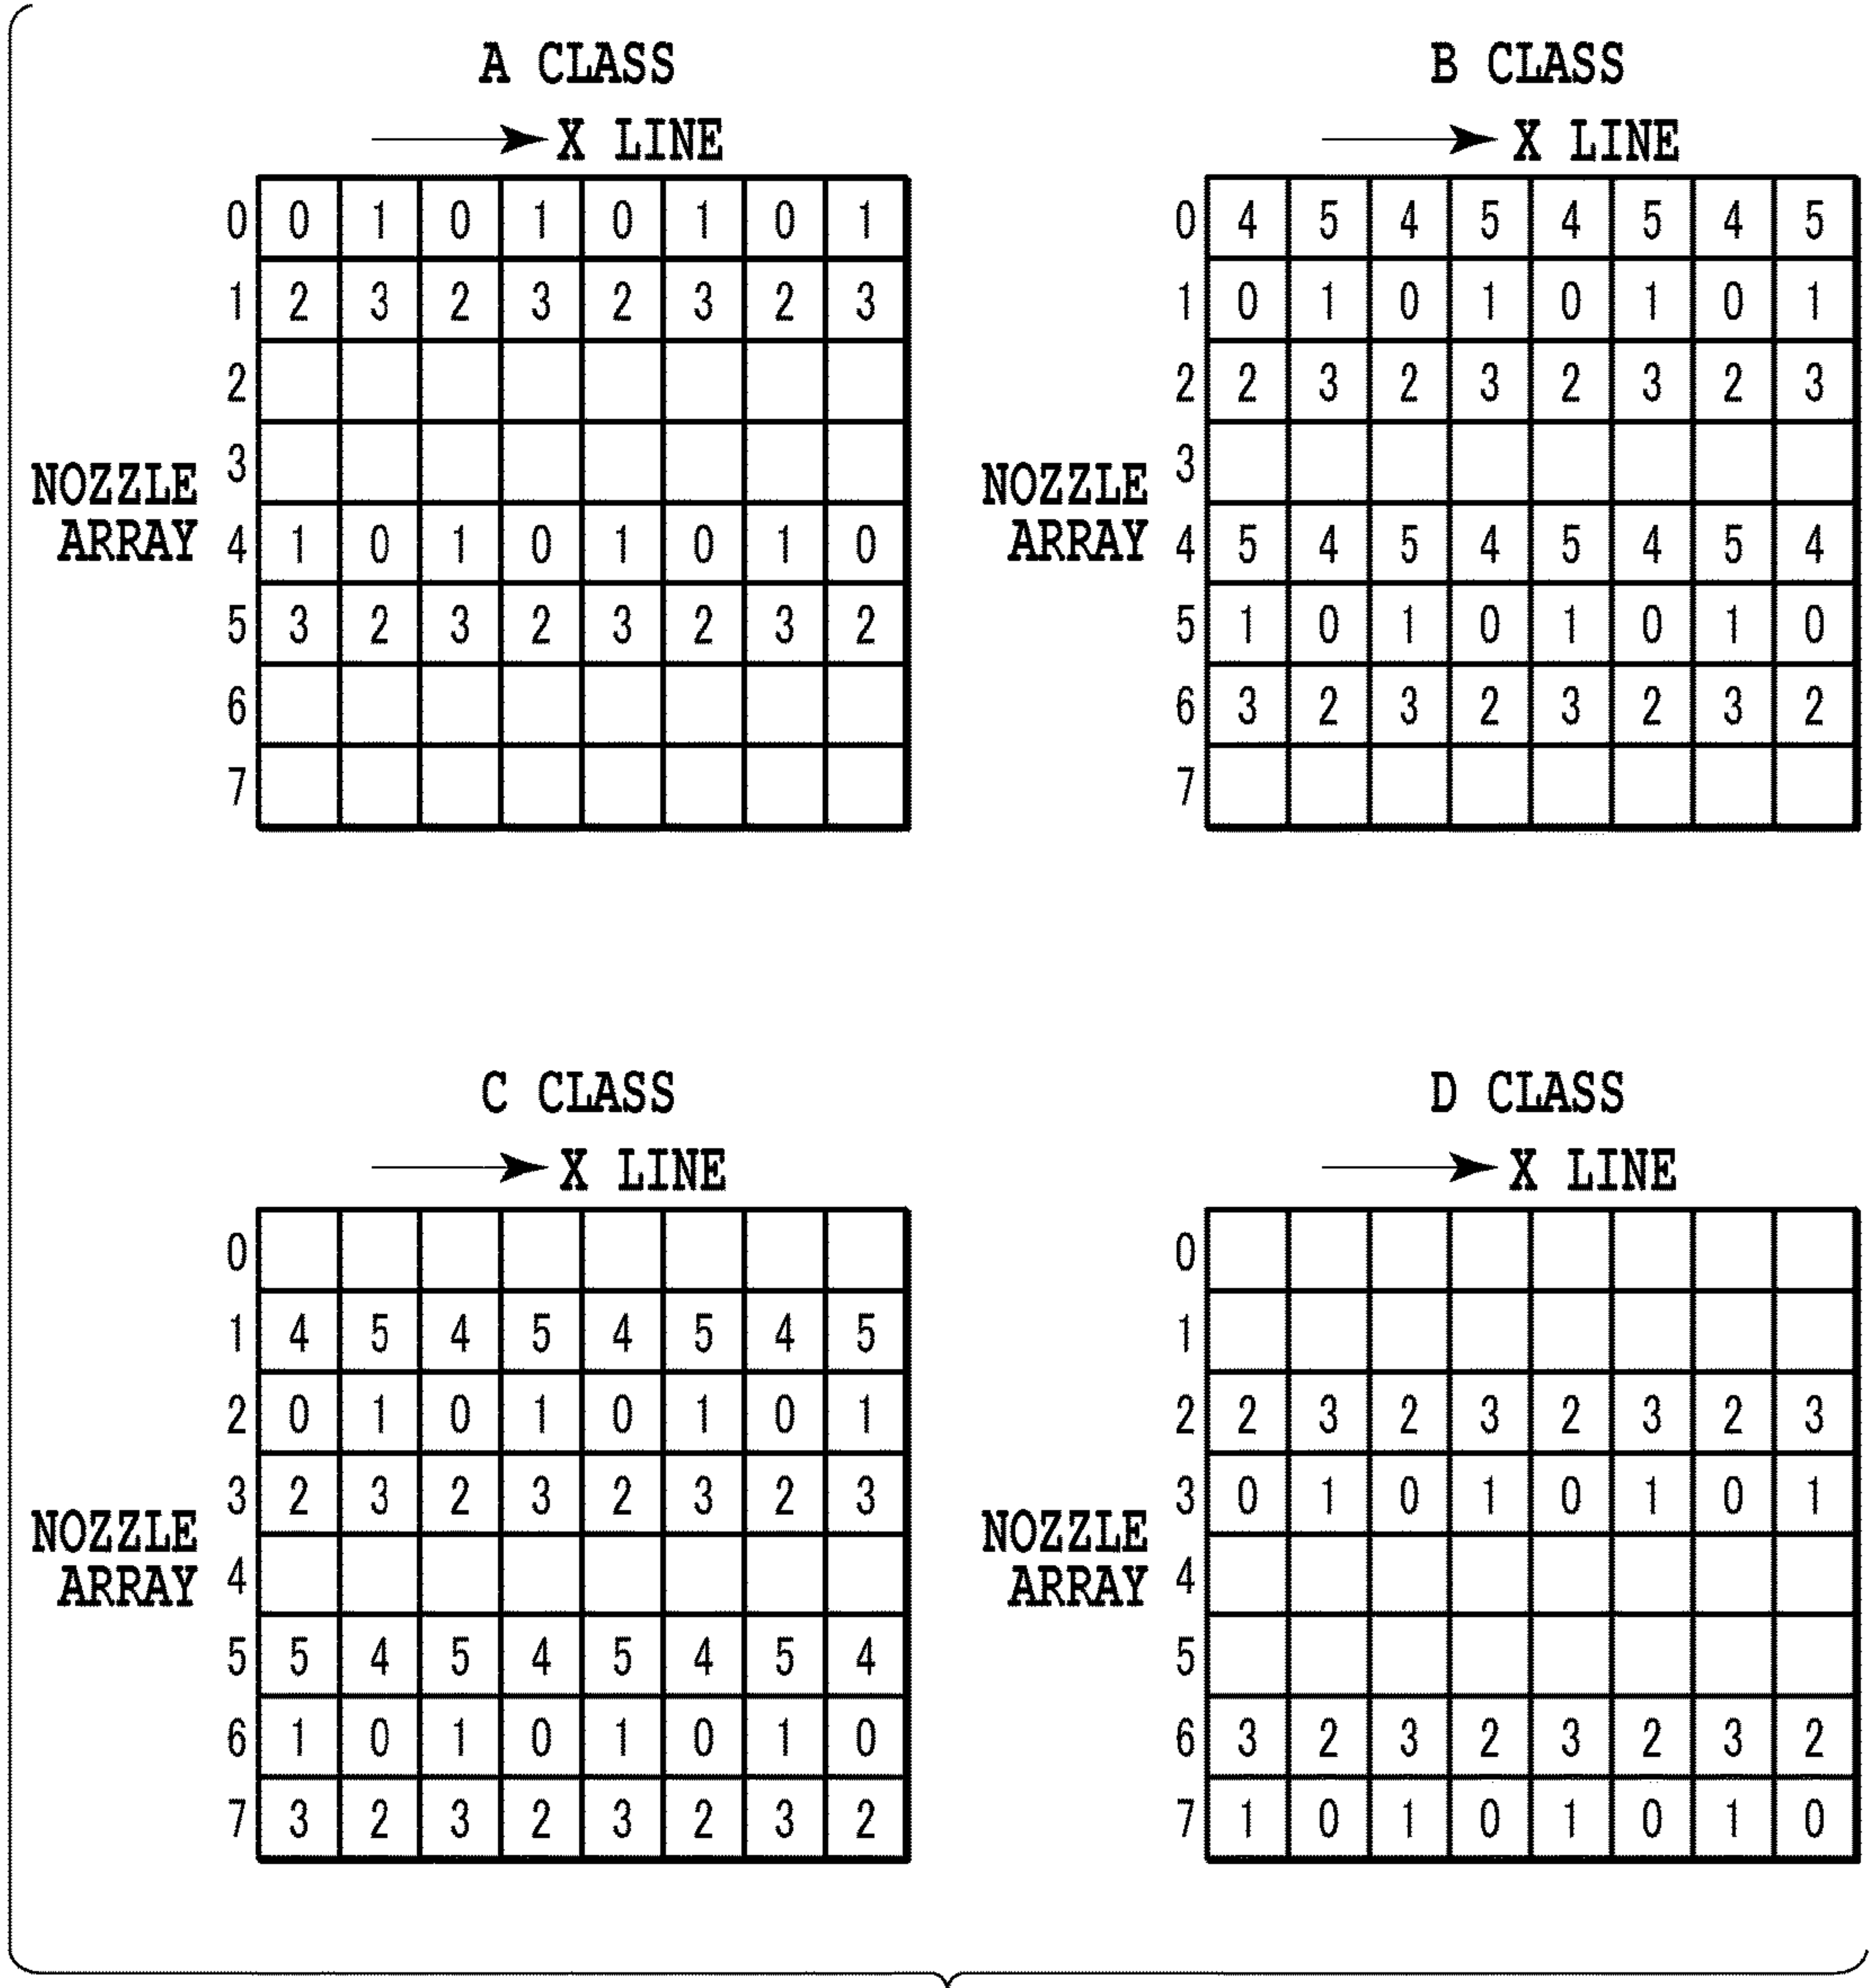 A CLASS
X LINE
0 0 1 0 1 0 1 0 1
1 2 3 2 3 2 3 2 3
2
3
NOZZLE ARRAY
4 1 0 1 0 1 0 1 0
5 3 2 3 2 3 2 3 2
6
7
B CLASS
X LINE
0 4 5 4 5 4 5 4 5
1 0 1 0 1 0 1 0 1
2 2 3 2 3 2 3 2 3
3
NOZZLE ARRAY
4 5 4 5 4 5 4 5 4
5 1 0 1 0 1 0 1 0
6 3 2 3 2 3 2 3 2
7
C CLASS
X LINE
0
1 4 5 4 5 4 5 4 5
2 0 1 0 1 0 1 0 1
3 2 3 2 3 2 3 2 3
NOZZLE ARRAY
4
5 5 4 5 4 5 4 5 4
6 1 0 1 0 1 0 1 0
7 3 2 3 2 3 2 3 2
D CLASS
X LINE
0
1
2 2 3 2 3 2 3 2 3
3 0 1 0 1 0 1 0 1
NOZZLE ARRAY
4
5
6 3 2 3 2 3 2 3 2
7 1 0 1 0 1 0 1 0